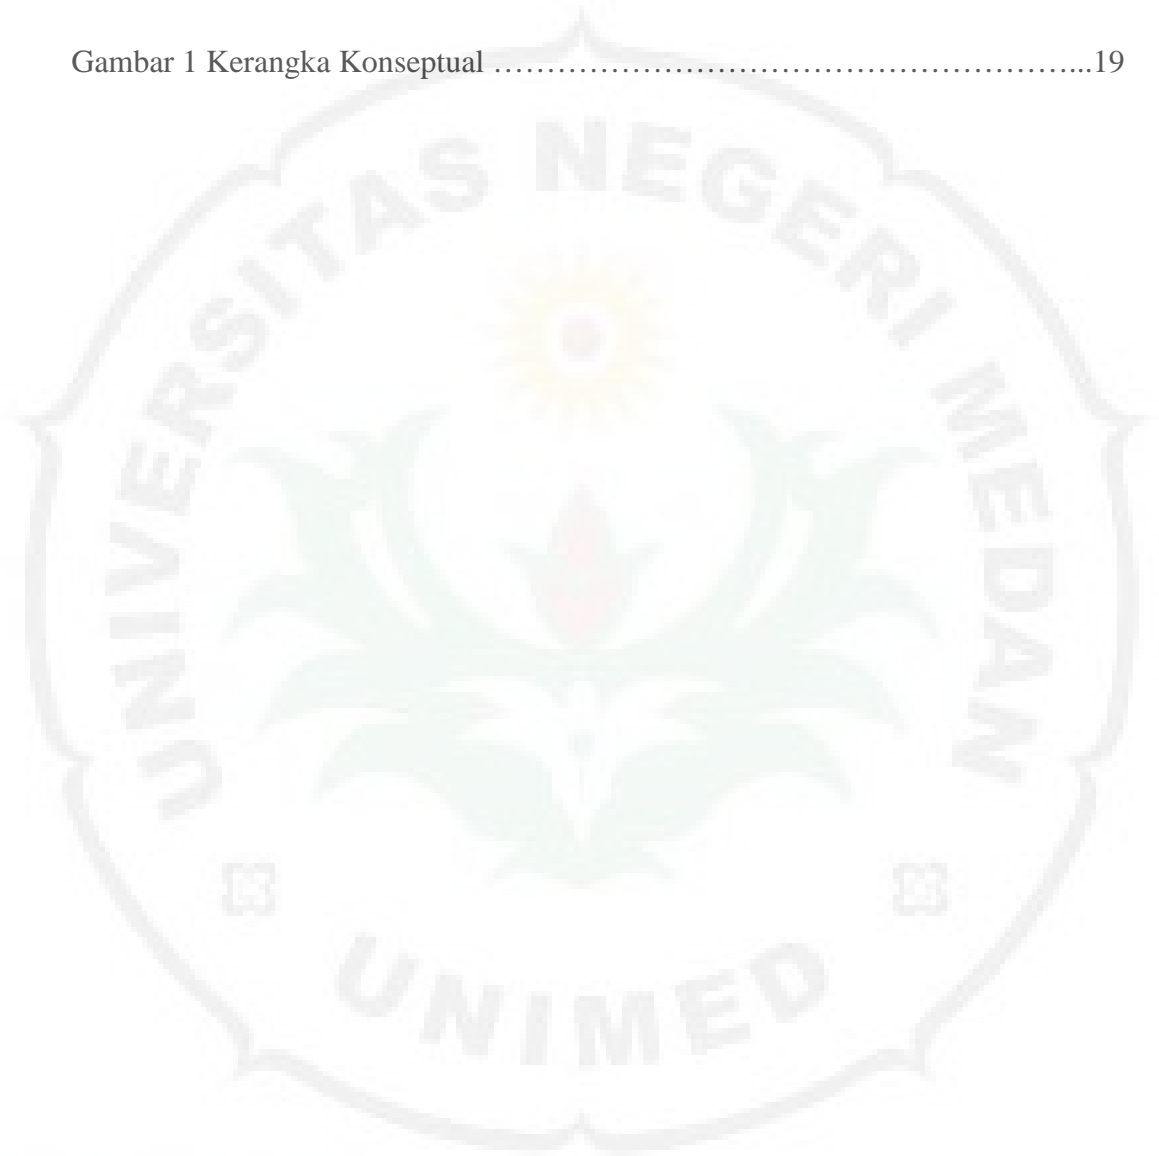 Gambar 1 Kerangka Konseptual …………………………………………………...19
UNIVERSITAS NEGERI MEDAN
UNIMED